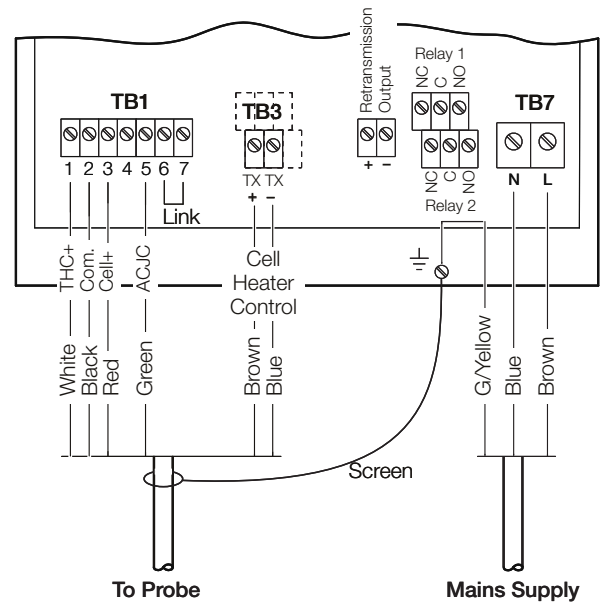 Retransmission
Output
Relay 1
NC
C
NO
TB1
TB3
TB7
1 2 3 4 5 6 7
Link
TX TX
+ −
+ −
NC
C
NO
Relay 2
N L
THC+
Com.
Cell+
ACJC
Cell
Heater
Control
White
Black
Red
Green
Brown
Blue
G/Yellow
Blue
Brown
Screen
To Probe
Mains Supply